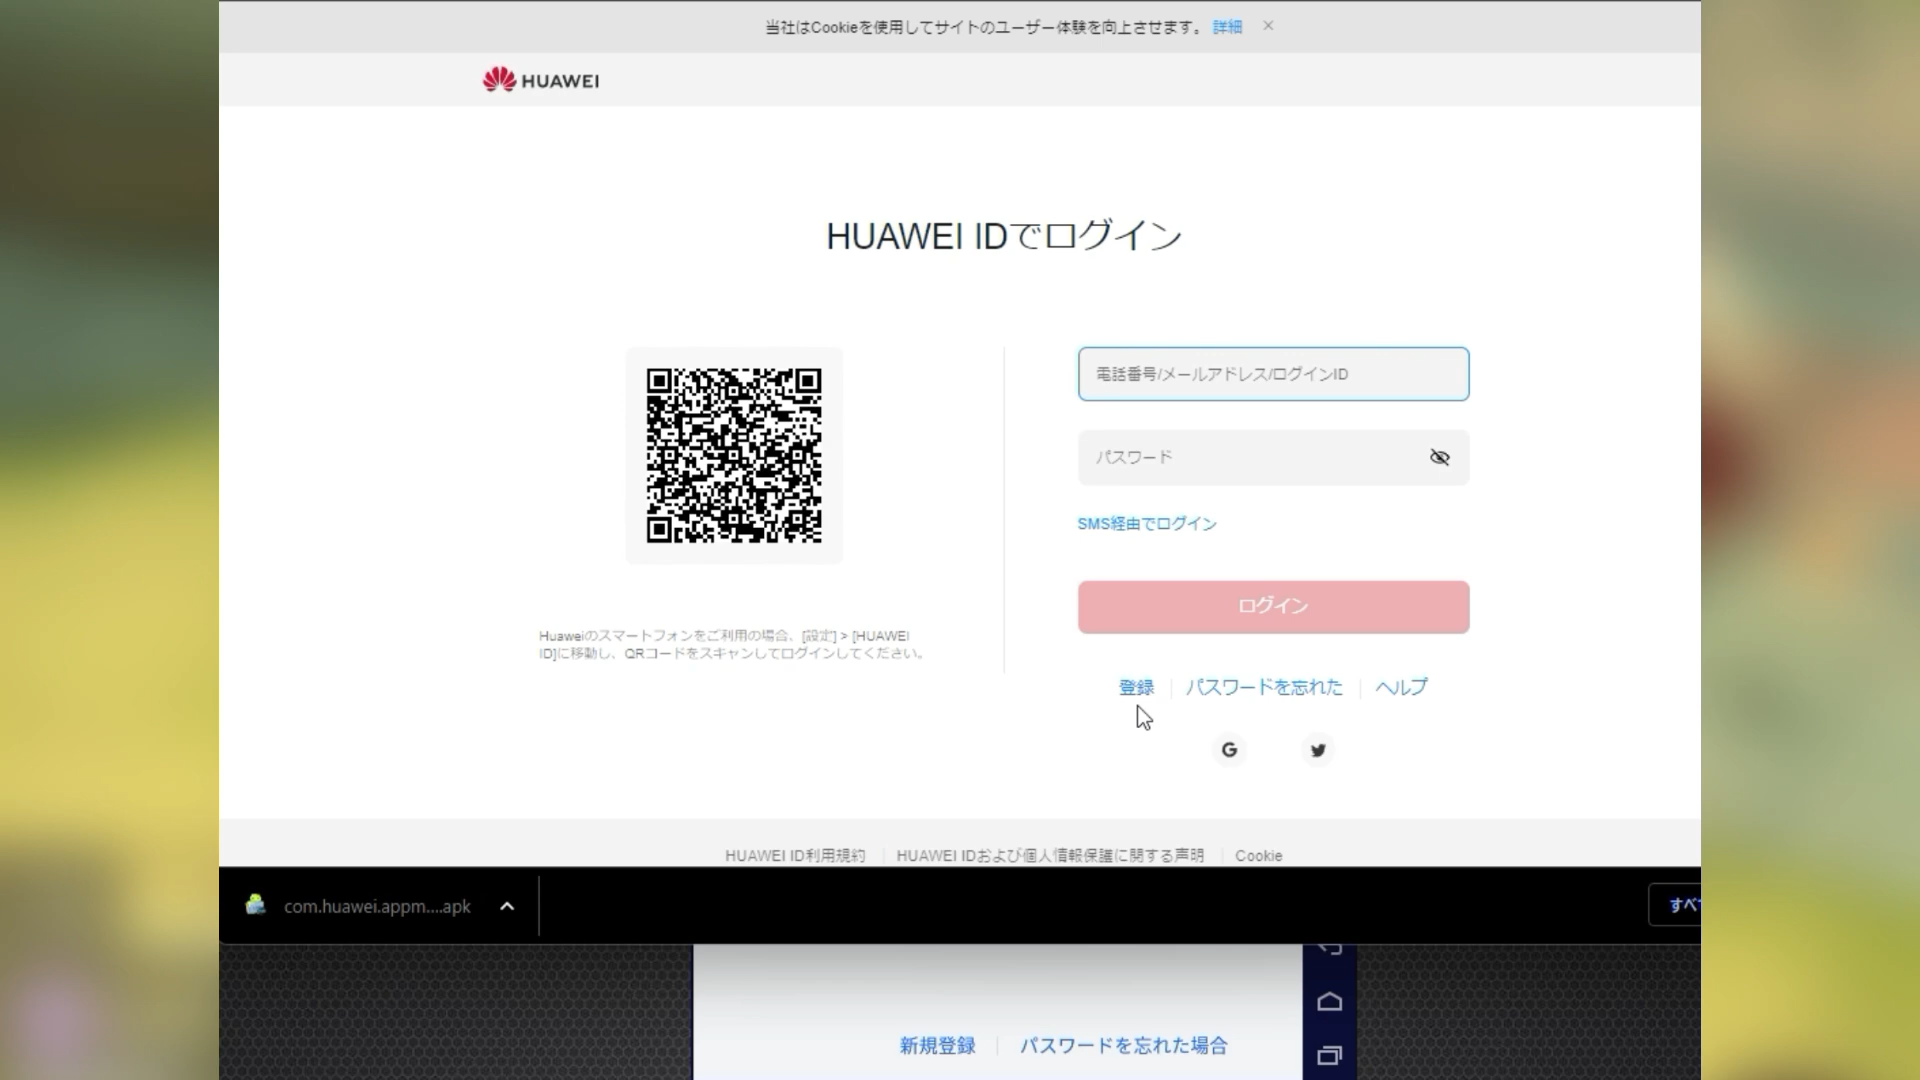 当社はCookieを使用してサイトのユーザー体験を向上させます。 詳細 ×
HUAWEI
HUAWEI IDでログイン
電話番号/メールアドレス/ログインID
パスワード
SMS経由でログイン
ログイン
Huaweiのスマートフォンをご利用の場合、[設定] > [HUAWEI
ID]に移動し、QRコードをスキャンしてログインしてください。
登録 パスワードを忘れた ヘルプ
G
HUAWEI ID利用規約 HUAWEI IDおよび個人情報保護に関する声明 Cookie
com.huawei.appm....apk
すべ
新規登録 パスワードを忘れた場合